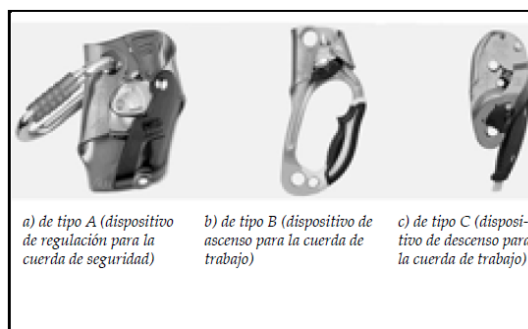 a) de tipo A (dispositivo
de regulación para la
cuerda de seguridad)
b) de tipo B (dispositivo de
ascenso para la cuerda de
trabajo)
c) de tipo C (disposi-
tivo de descenso para
la cuerda de trabajo)